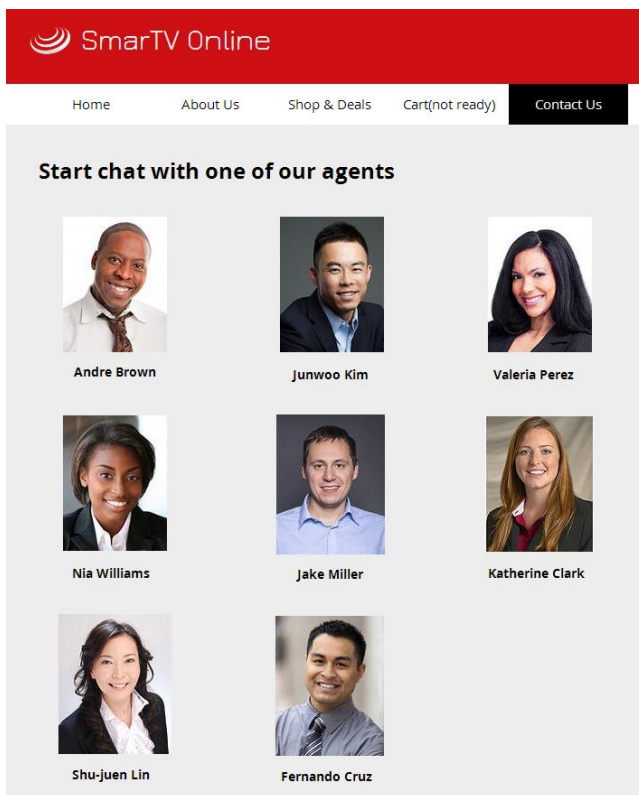 SmarTV Online
Home About Us Shop & Deals Cart(not ready) Contact Us
Start chat with one of our agents
Andre Brown Junwoo Kim Valeria Perez
Nia Williams Jake Miller Katherine Clark
Shu-juen Lin Fernando Cruz